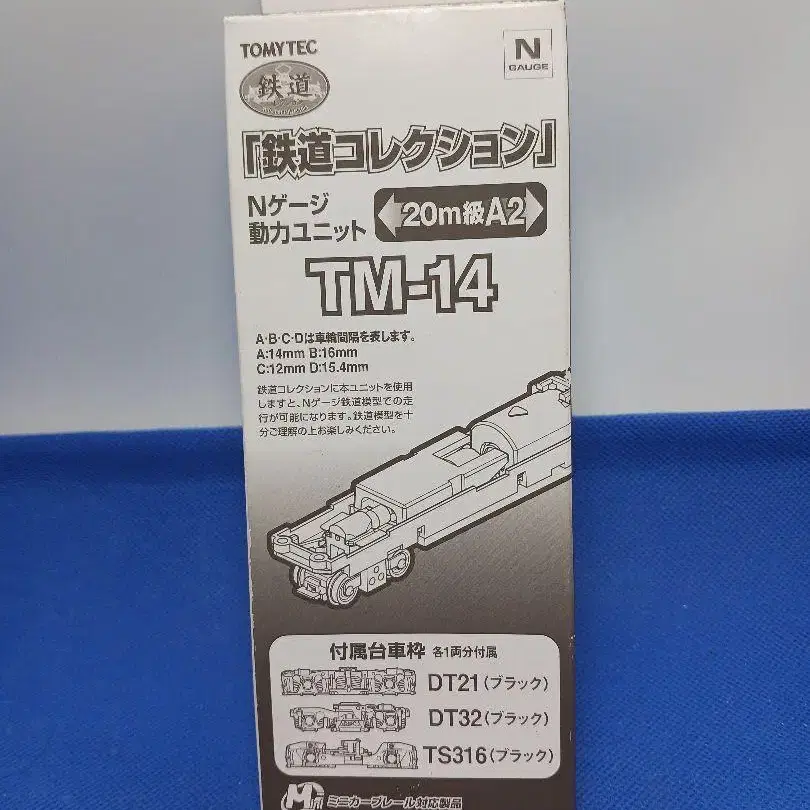 TOMYTEC
鉄道
N
GAUGE
「鉄道コレクション」
Nゲージ
動力ユニット
20m級A2
TM-14
A・B・C・Dは車輪間隔を表します。
A:14mm B:16mm
C:12mm D:15.4mm
鉄道コレクションに本ユニットを使用
しますと、Nゲージ鉄道模型での走
行が可能になります。鉄道模型を十
分ご理解の上お楽しみください。
付属台車枠 各1両分付属
DT21(ブラック)
DT32(ブラック)
TS316(ブラック)
ミニカーブレール対応製品